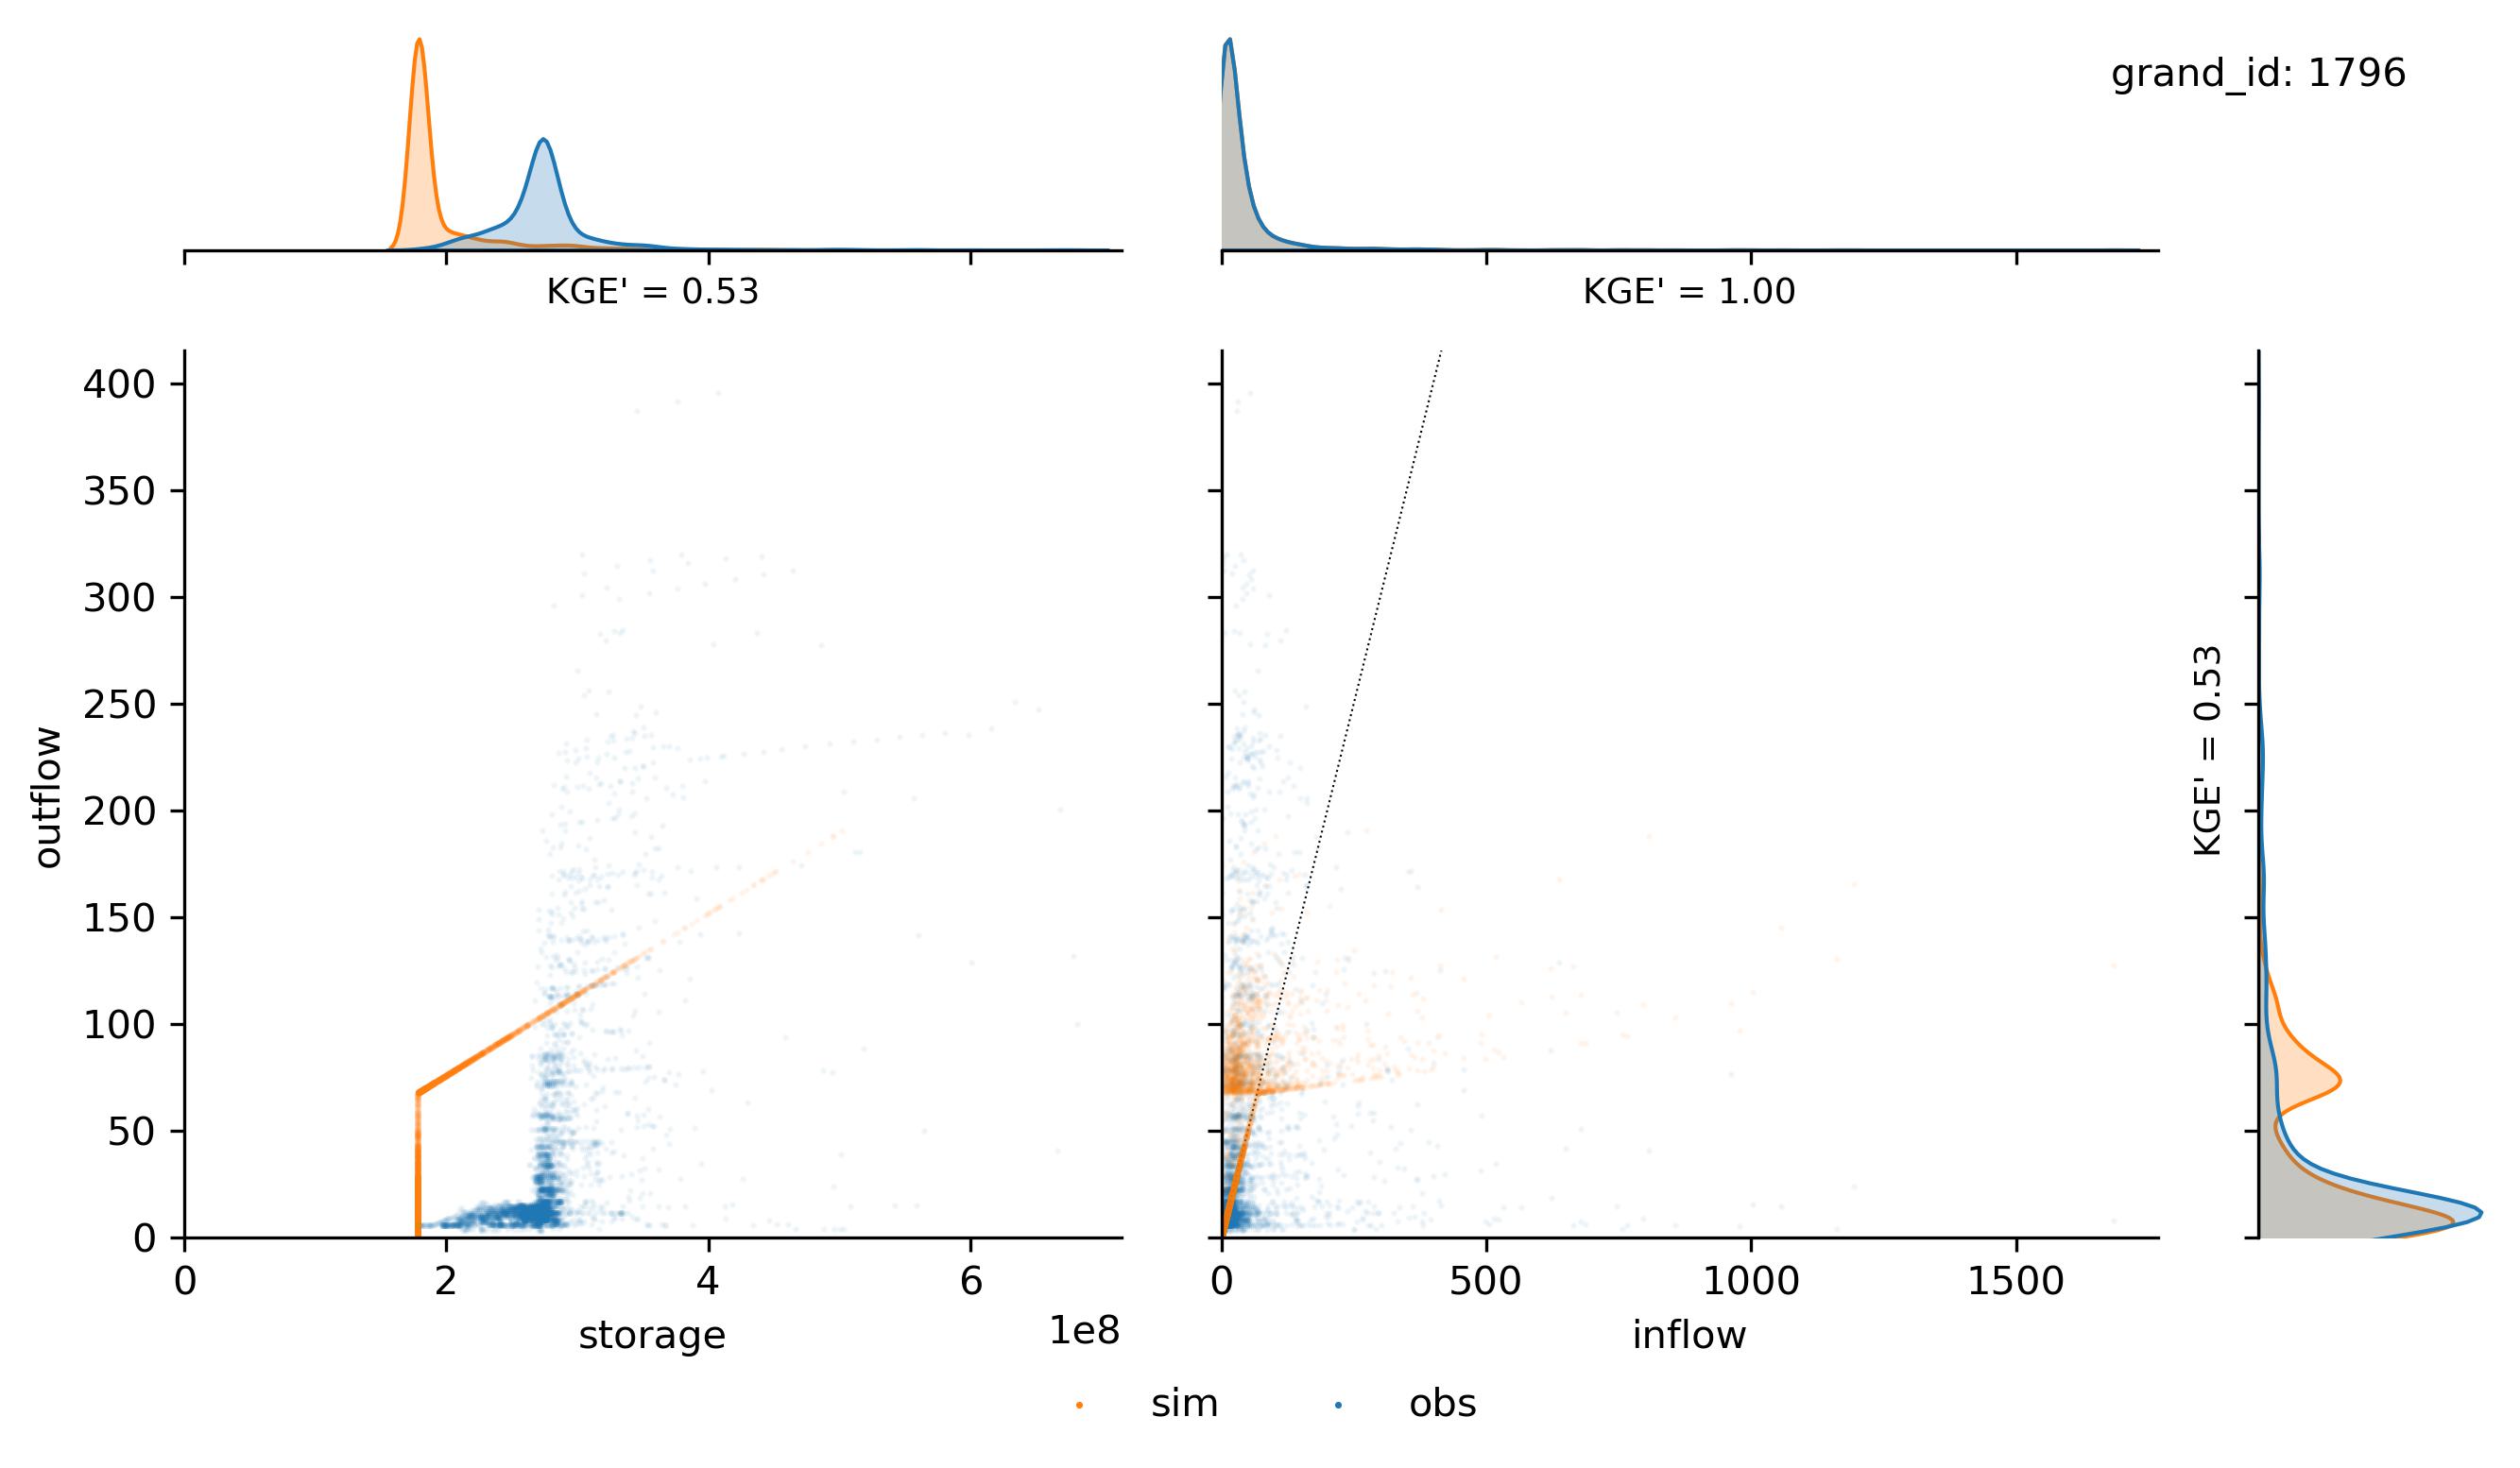 grand_id: 1796
KGE' = 0.53
KGE' = 1.00
outflow
400
350
300
250
200
150
100
50
0
KGE' = 0.53
0 2 4 6
1e8
storage
0 500 1000 1500
inflow
sim obs